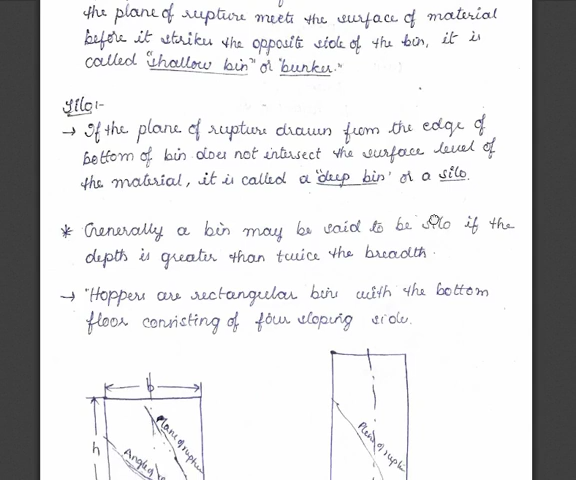 the plane of rupture meets the surface of material
before it strikes the opposite side of the bin, it is
called "shallow bin" or "bunker."
Silo:-
→ If the plane of rupture drawn from the edge of
bottom of bin does not intersect the surface level of
the material, it is called a "deep bin' or a silo.
* Generally a bin may be said to be silo if the
depth is greater than twice the breadth.
→ "Hoppers are rectangular bins with the bottom
floor consisting of four sloping side.
b
h
Plane of rupture
Angle of
Plane of ruptu